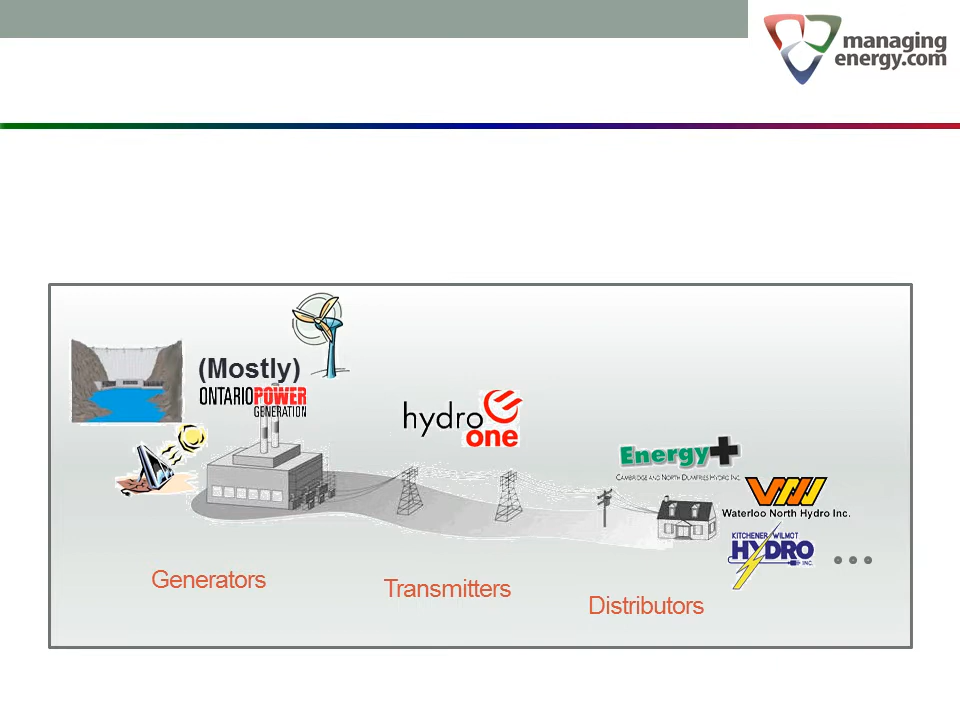 managing
energy.com
(Mostly)
ONTARIOPOWER
GENERATION
hydro
one
Energy+
CAMBRIDGE AND NORTH DUMFRIES HYDRO INC.
Waterloo North Hydro Inc.
KITCHENER WILMOT
HYDRO
INC.
Generators
Transmitters
Distributors